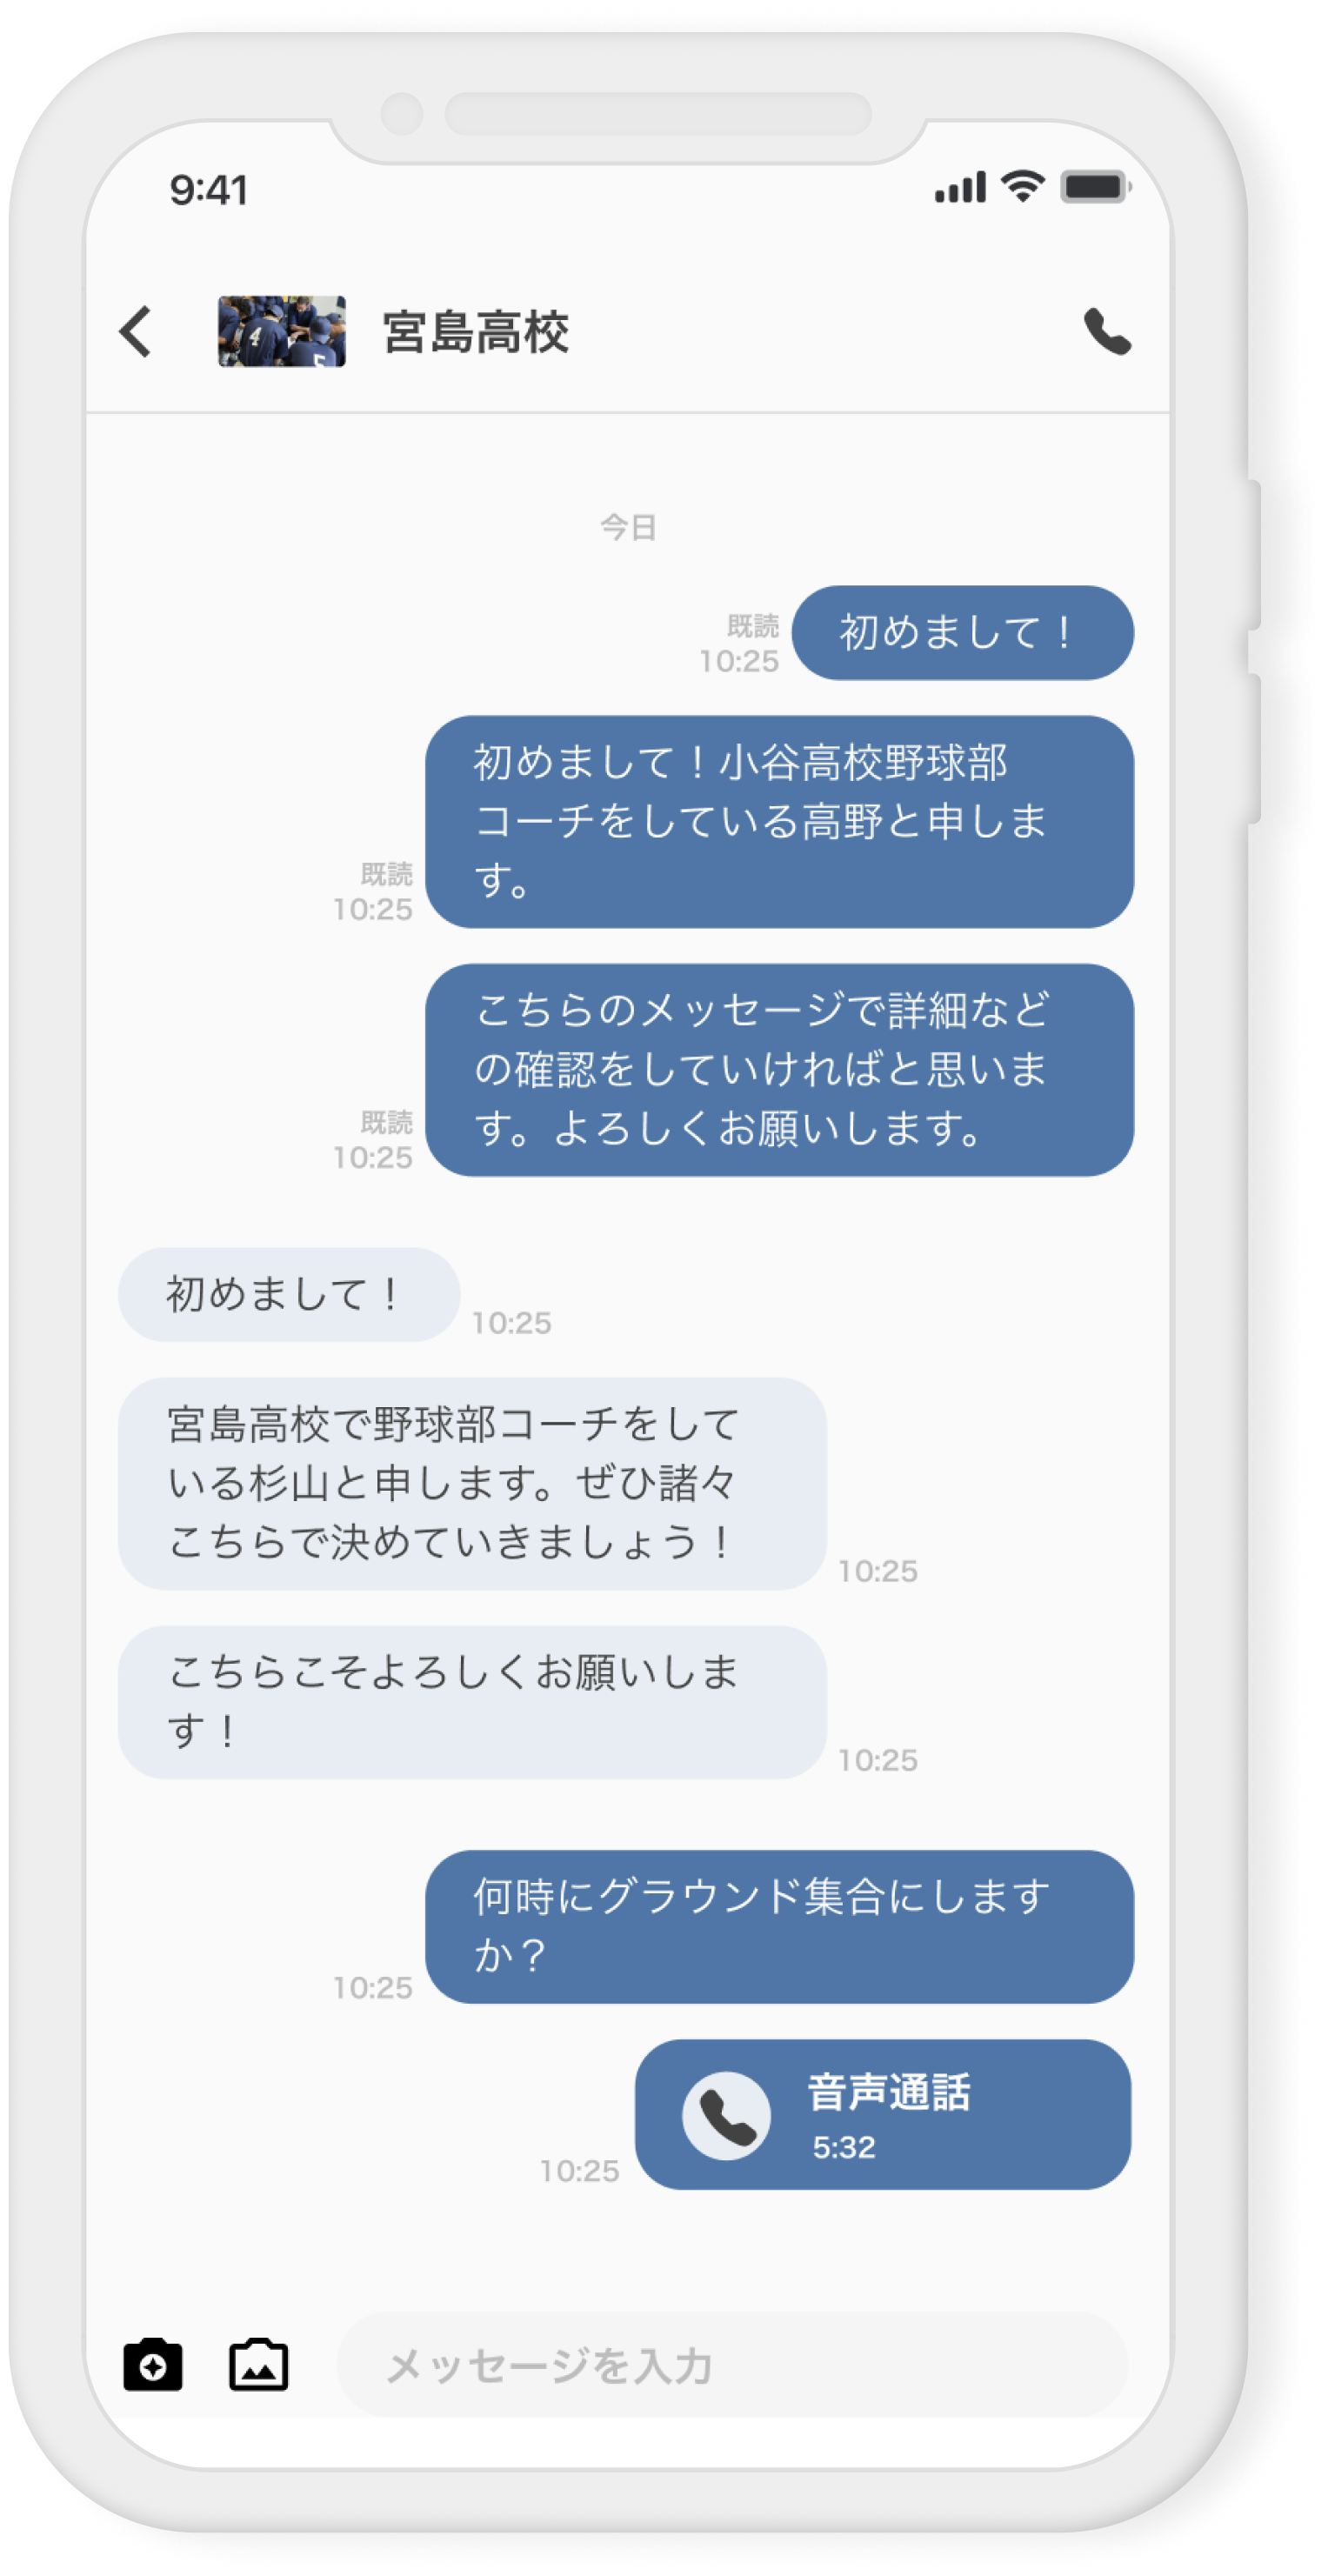 9:41
宮島高校
4
5
今日
初めまして！
既読
10:25
初めまして！小谷高校野球部
コーチをしている高野と申しま
す。
既読
10:25
こちらのメッセージで詳細など
の確認をしていければと思いま
す。よろしくお願いします。
既読
10:25
初めまして！
10:25
宮島高校で野球部コーチをして
いる杉山と申します。ぜひ諸々
こちらで決めていきましょう！
10:25
こちらこそよろしくお願いしま
す！
10:25
何時にグラウンド集合にします
か？
10:25
音声通話
5:32
10:25
メッセージを入力